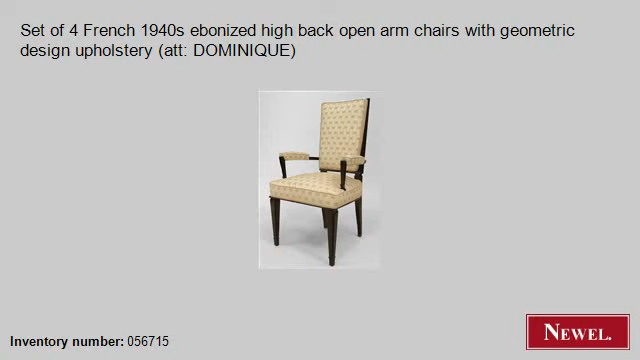 Set of 4 French 1940s ebonized high back open arm chairs with geometric
design upholstery (att: DOMINIQUE)
Inventory number: 056715
NEWEL.